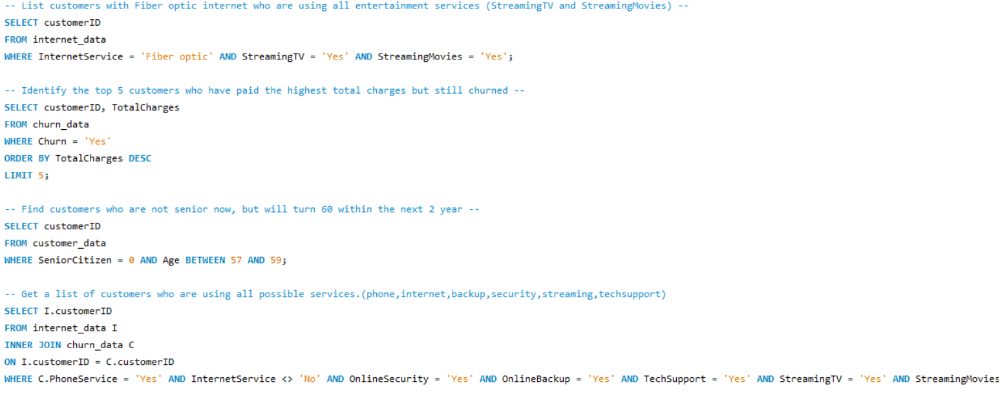 -- List customers with Fiber optic internet who are using all entertainment services (StreamingTV and StreamingMovies) --
SELECT customerID
FROM internet_data
WHERE InternetService = 'Fiber optic' AND StreamingTV = 'Yes' AND StreamingMovies = 'Yes';
-- Identify the top 5 customers who have paid the highest total charges but still churned --
SELECT customerID, TotalCharges
FROM churn_data
WHERE Churn = 'Yes'
ORDER BY TotalCharges DESC
LIMIT 5;
-- Find customers who are not senior now, but will turn 60 within the next 2 year --
SELECT customerID
FROM customer_data
WHERE SeniorCitizen = 0 AND Age BETWEEN 57 AND 59;
-- Get a list of customers who are using all possible services.(phone,internet,backup,security,streaming,techsupport)
SELECT I.customerID
FROM internet_data I
INNER JOIN churn_data C
ON I.customerID = C.customerID
WHERE C.PhoneService = 'Yes' AND InternetService <> 'No' AND OnlineSecurity = 'Yes' AND OnlineBackup = 'Yes' AND TechSupport = 'Yes' AND StreamingTV = 'Yes' AND StreamingMovies